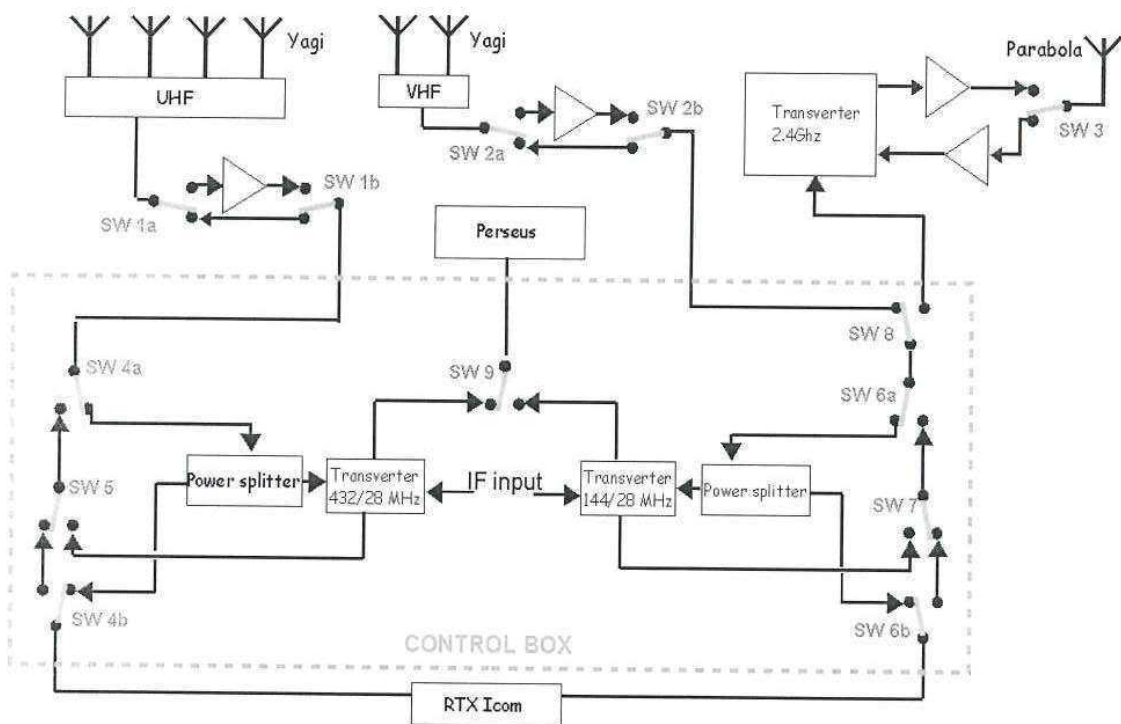 Yagi
Yagi
Parabola
UHF
VHF
SW 2b
Transverter
2.4Ghz
SW 3
SW 2a
SW 1b
SW 1a
Perseus
SW 8
SW 4a
SW 9
SW 6a
Power splitter
Transverter
432/28 MHz
IF input
Transverter
144/28 MHz
Power splitter
SW 5
SW 7
SW 4b
SW 6b
CONTROL BOX
RTX Icom